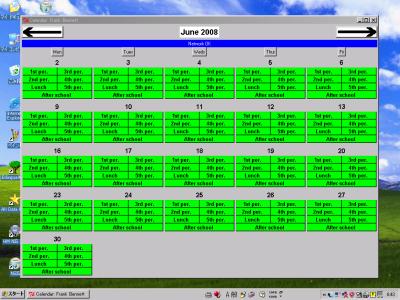 Calendar: Frank Bennett
June 2008
Network OK
Mon Tues Weds Thurs Fri
2 3 4 5 6
1st per. 3rd per. 1st per. 3rd per. 1st per. 3rd per. 1st per. 3rd per. 1st per. 3rd per.
2nd per. 4th per. 2nd per. 4th per. 2nd per. 4th per. 2nd per. 4th per. 2nd per. 4th per.
Lunch 5th per. Lunch 5th per. Lunch 5th per. Lunch 5th per. Lunch 5th per.
After school After school After school After school After school
9 10 11 12 13
1st per. 3rd per. 1st per. 3rd per. 1st per. 3rd per. 1st per. 3rd per. 1st per. 3rd per.
2nd per. 4th per. 2nd per. 4th per. 2nd per. 4th per. 2nd per. 4th per. 2nd per. 4th per.
Lunch 5th per. Lunch 5th per. Lunch 5th per. Lunch 5th per. Lunch 5th per.
After school After school After school After school After school
16 17 18 19 20
1st per. 3rd per. 1st per. 3rd per. 1st per. 3rd per. 1st per. 3rd per. 1st per. 3rd per.
2nd per. 4th per. 2nd per. 4th per. 2nd per. 4th per. 2nd per. 4th per. 2nd per. 4th per.
Lunch 5th per. Lunch 5th per. Lunch 5th per. Lunch 5th per. Lunch 5th per.
After school After school After school After school After school
23 24 25 26 27
1st per. 3rd per. 1st per. 3rd per. 1st per. 3rd per. 1st per. 3rd per. 1st per. 3rd per.
2nd per. 4th per. 2nd per. 4th per. 2nd per. 4th per. 2nd per. 4th per. 2nd per. 4th per.
Lunch 5th per. Lunch 5th per. Lunch 5th per. Lunch 5th per. Lunch 5th per.
After school After school After school After school After school
30
1st per. 3rd per.
2nd per. 4th per.
Lunch 5th per.
After school
スタート Calendar: Frank Bennett 8:43